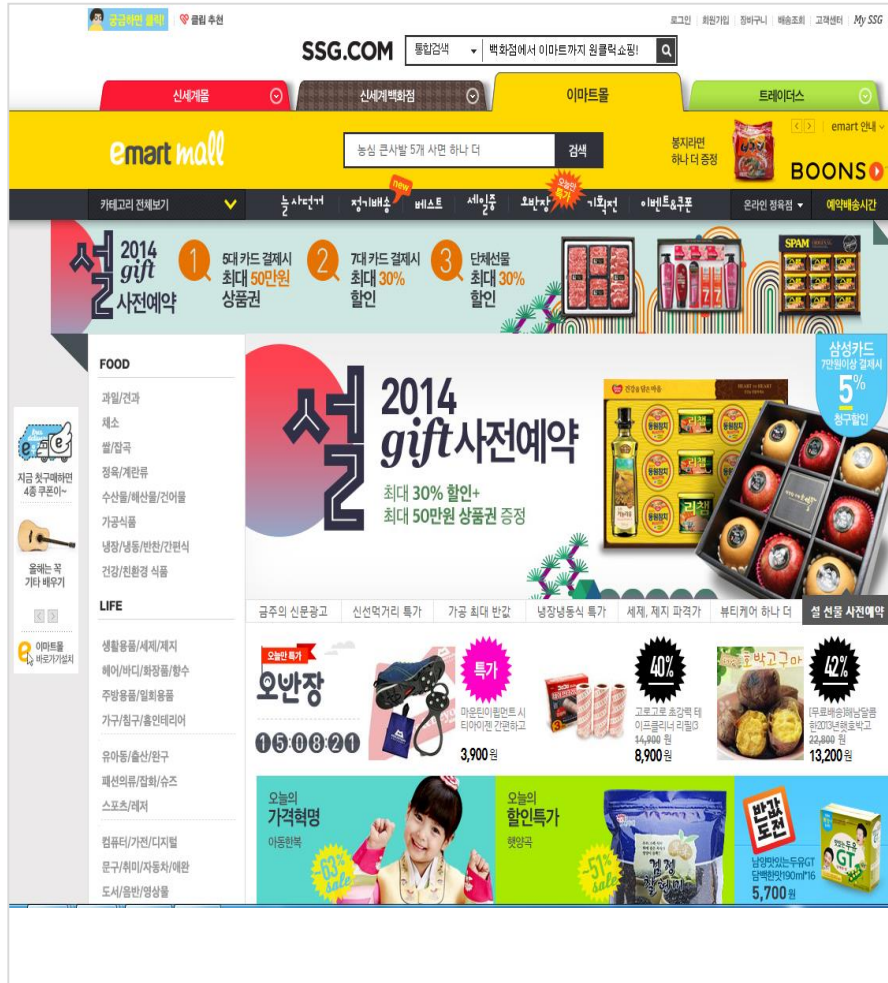 궁금하면 클릭! 클립 추천
로그인 회원가입 장바구니 배송조회 고객센터 My SSG
SSG.COM 통합검색 백화점에서 이마트까지 원클릭쇼핑!
신세계몰 신세계백화점 이마트몰 트레이더스
emart mall
농심 큰사발 5개 사면 하나 더 검색
봉지라면
하나 더 증정
emart 안내
BOONS
카테고리 전체보기 늘사던거 정기배송 new 베스트 세일중 오반장 오늘만 특가 기획전 이벤트&쿠폰 온라인 정육점 예약배송시간
설 2014
gift
사전예약
1 5대 카드 결제시
최대 50만원
상품권
2 7대 카드 결제시
최대 30%
할인
3 단체선물
최대 30%
할인
SPAM
지금 첫구매하면
4종 쿠폰이~
올해는 꼭
기타 배우기
이마트몰
바로가기설치
FOOD
과일/견과
채소
쌀/잡곡
정육/계란류
수산물/해산물/건어물
가공식품
냉장/냉동/반찬/간편식
건강/친환경 식품
LIFE
생활용품/세제/제지
헤어/바디/화장품/향수
주방용품/일회용품
가구/침구/홈인테리어
유아동/출산/완구
패션의류/잡화/슈즈
스포츠/레저
컴퓨터/가전/디지털
문구/취미/자동차/애완
도서/음반/영상물
설 2014
gift 사전예약
최대 30% 할인+
최대 50만원 상품권 증정
삼성카드
7만원이상 결제시
5%
청구할인
동원참치
리챔
금주의 신문광고 신선먹거리 특가 가공 최대 반값 냉장냉동식 특가 세제, 제지 파격가 뷰티케어 하나 더 설 선물 사전예약
오늘만 특가
오반장
15:08:21
특가
마운틴이큅먼트 시
티아이젠 간편하고
3,900 원
40%
고로고로 초강력 테
이프클리너 리필(3
14,900 원
8,900 원
호박고구마
42%
[무료배송]해남달콤
한2013년햇호박고
22,800 원
13,200 원
오늘의
가격혁명
아동한복
~63%
sale
오늘의
할인특가
햇양곡
~51%
sale
검정
찰현미
반값
도전
남양맛있는두유GT
담백한맛190ml*16
5,700 원
맛있는 두유
GT